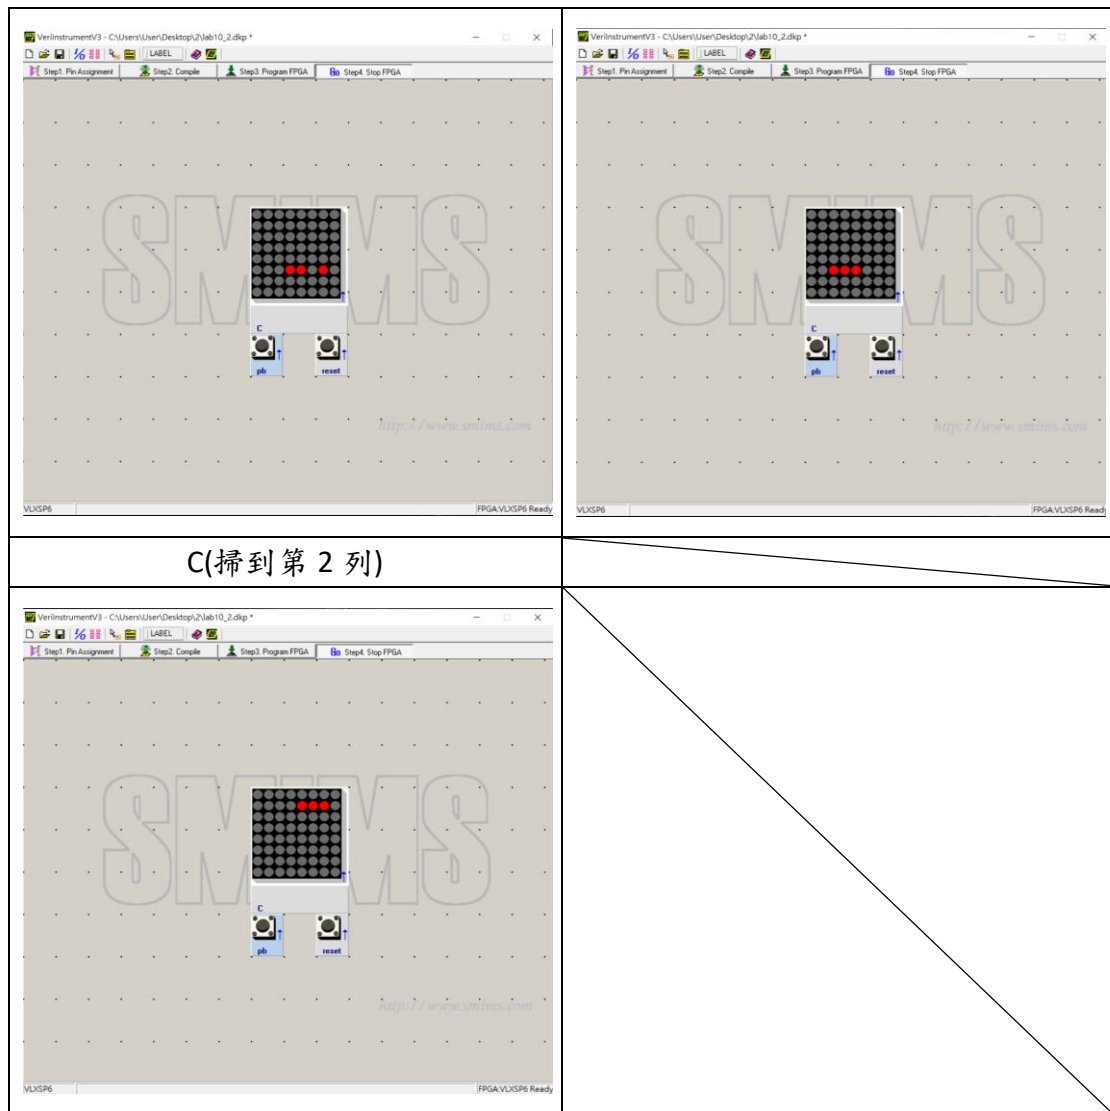 VeriInstrumentV3 - C:\Users\User\Desktop\2\lab10_2.dkp *
LABEL
Step1. Pin Assignment Step2. Compile Step3. Program FPGA Step4. Stop FPGA
SMIMS
C
pb reset
http://www.smims.com
VLXSP6 FPGA:VLXSP6 Ready
VeriInstrumentV3 - C:\Users\User\Desktop\2\lab10_2.dkp *
LABEL
Step1. Pin Assignment Step2. Compile Step3. Program FPGA Step4. Stop FPGA
SMIMS
C
pb reset
http://www.smims.com
VLXSP6 FPGA:VLXSP6 Ready
C(掃到第 2 列)
VeriInstrumentV3 - C:\Users\User\Desktop\2\lab10_2.dkp *
LABEL
Step1. Pin Assignment Step2. Compile Step3. Program FPGA Step4. Stop FPGA
SMIMS
C
pb reset
http://www.smims.com
VLXSP6 FPGA:VLXSP6 Ready